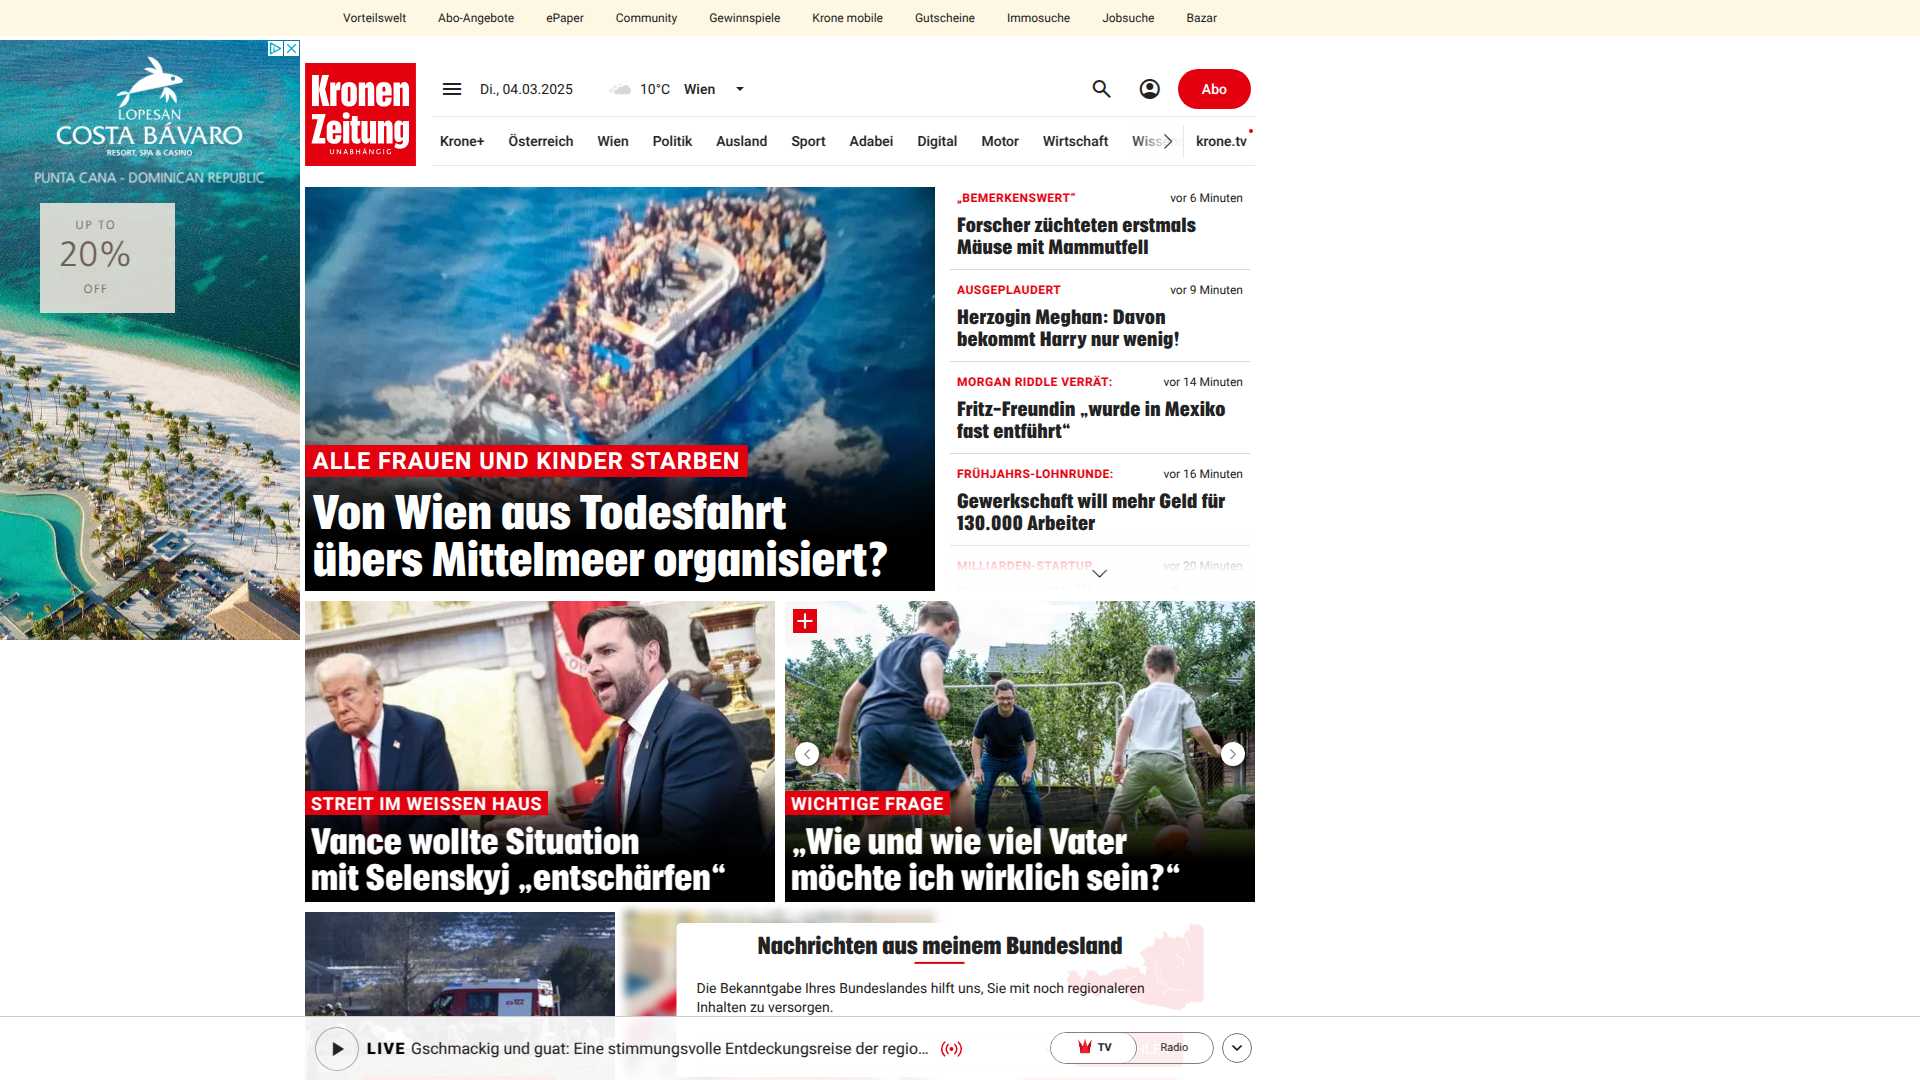 Vorteilswelt Abo-Angebote ePaper Community Gewinnspiele Krone mobile Gutscheine Immosuche Jobsuche Bazar
LOPESAN
COSTA BÁVARO
RESORT, SPA & CASINO
PUNTA CANA - DOMINICAN REPUBLIC
UP TO
20%
OFF
Kronen
Zeitung
UNABHÄNGIG
Di., 04.03.2025 10°C Wien Abo
Krone+ Österreich Wien Politik Ausland Sport Adabei Digital Motor Wirtschaft krone.tv
ALLE FRAUEN UND KINDER STARBEN
Von Wien aus Todesfahrt
übers Mittelmeer organisiert?
„BEMERKENSWERT“ vor 6 Minuten
Forscher züchteten erstmals
Mäuse mit Mammutfell
AUSGEPLAUDERT vor 9 Minuten
Herzogin Meghan: Davon
bekommt Harry nur wenig!
MORGAN RIDDLE VERRÄT: vor 14 Minuten
Fritz-Freundin „wurde in Mexiko
fast entführt“
FRÜHJAHRS-LOHNRUNDE: vor 16 Minuten
Gewerkschaft will mehr Geld für
130.000 Arbeiter
MILLIARDEN-STARTUP vor 20 Minuten
STREIT IM WEISSEN HAUS
Vance wollte Situation
mit Selenskyj „entschärfen“
WICHTIGE FRAGE
„Wie und wie viel Vater
möchte ich wirklich sein?“
Nachrichten aus meinem Bundesland
Die Bekanntgabe Ihres Bundeslandes hilft uns, Sie mit noch regionaleren
Inhalten zu versorgen.
LIVE Gschmackig und guat: Eine stimmungsvolle Entdeckungsreise der regio... TV Radio